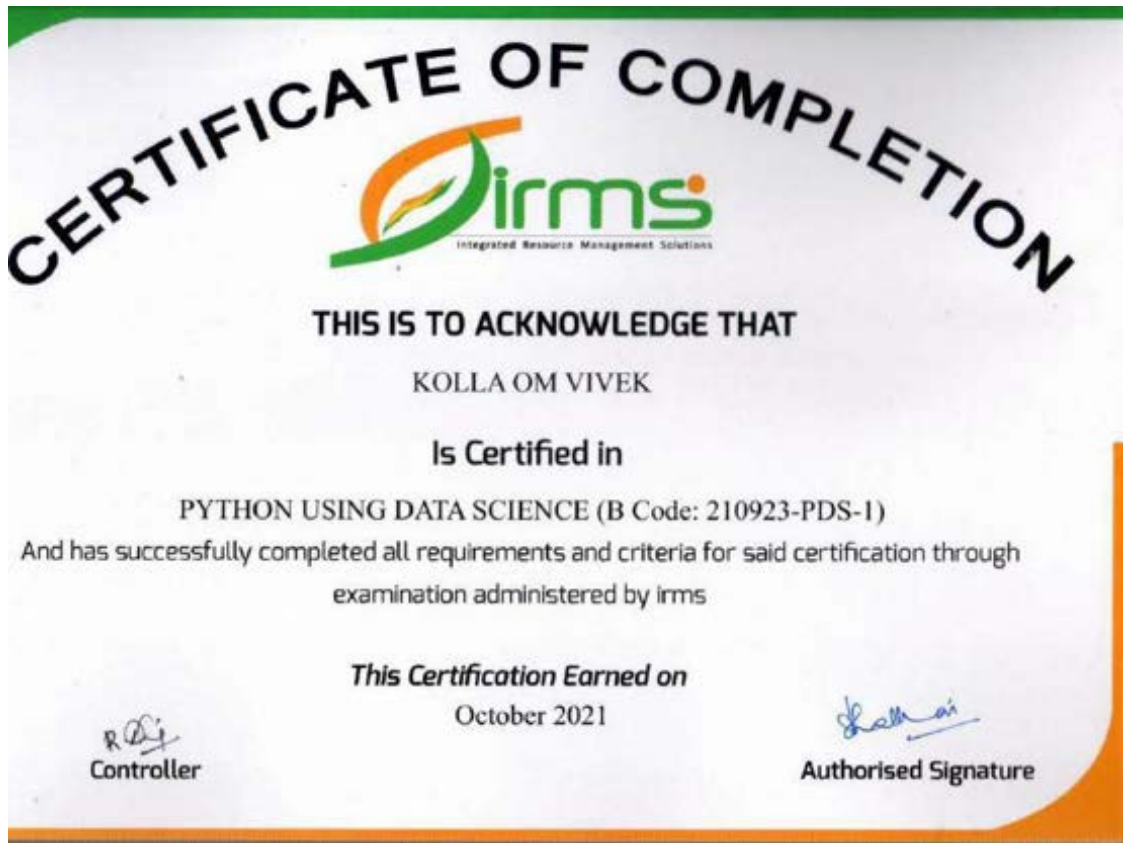 CERTIFICATE OF COMPLETION
irms
Integrated Resource Management Solutions
THIS IS TO ACKNOWLEDGE THAT
KOLLA OM VIVEK
Is Certified in
PYTHON USING DATA SCIENCE (B Code: 210923-PDS-1)
And has successfully completed all requirements and criteria for said certification through
examination administered by irms
This Certification Earned on
October 2021
Controller
Authorised Signature